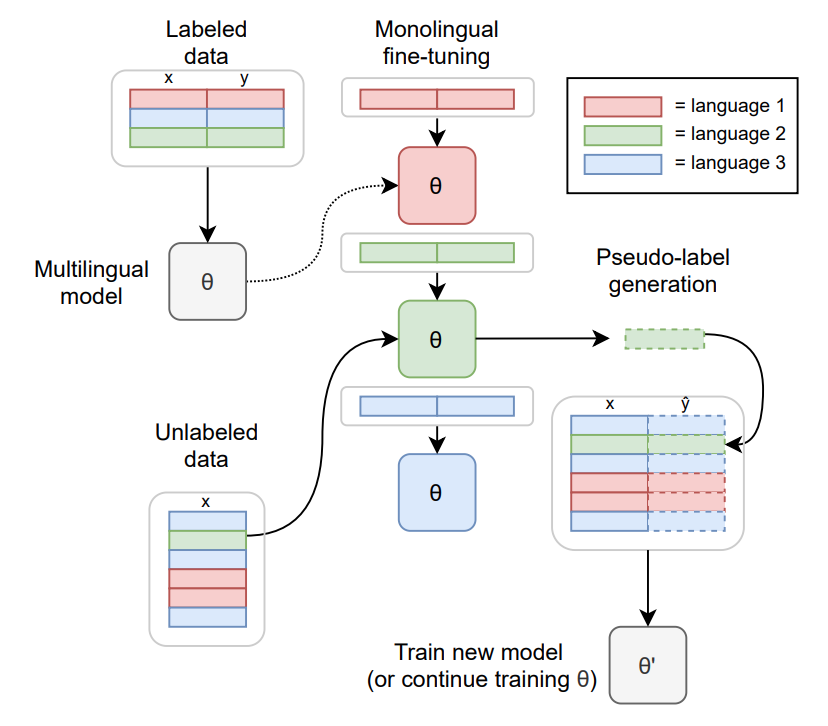 Labeled
data
x y
Multilingual
model
θ
Monolingual
fine-tuning
θ
θ
θ
= language 1
= language 2
= language 3
Unlabeled
data
x
Pseudo-label
generation
x ŷ
Train new model
(or continue training θ)
θ'